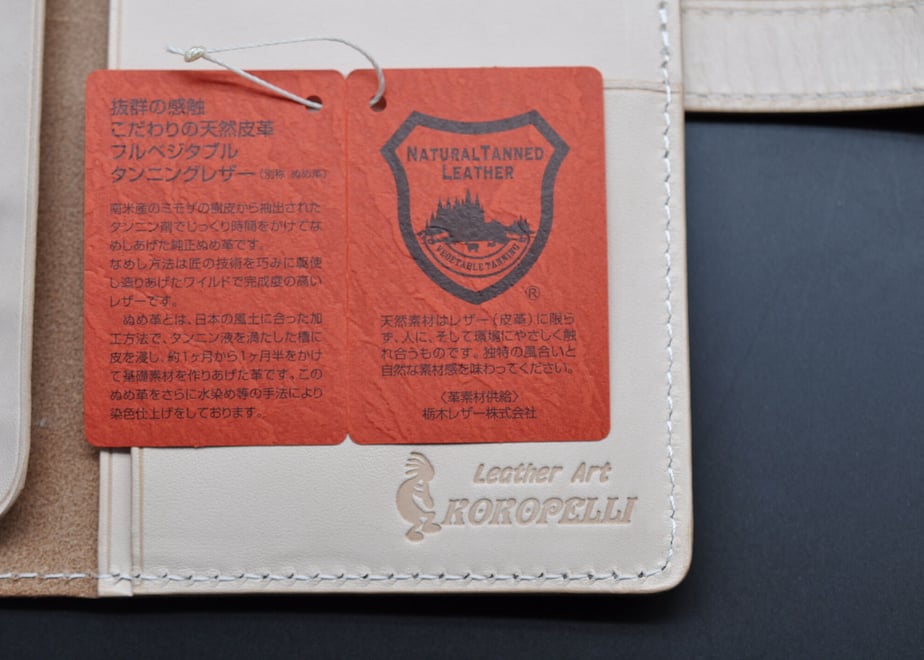 抜群の感触
こだわりの天然皮革
フルベジタブル
タンニングレザー(別称 ぬめ革)
南米産のミモザの樹皮から抽出された
タンニン剤でじっくり時間をかけてな
めしあげた純正ぬめ革です。
なめし方法は匠の技術を巧みに駆使
し造りあげたワイルドで完成度の高い
レザーです。
ぬめ革とは、日本の風土に合った加
工方法で、タンニン液を満たした槽に
皮を浸し、約1ヶ月から1ヶ月半をかけ
て基礎素材を作りあげた革です。この
ぬめ革をさらに水染め等の手法により
染色仕上げをしております。
NATURAL TANNED
LEATHER
VEGETABLE TANNING
®
天然素材はレザー(皮革)に限ら
ず、人に、そして環境にやさしく触
れ合うものです。独特の風合いと
自然な素材感を味わってください。
〈革素材供給〉
栃木レザー株式会社
Leather Art
KOKOPELLI